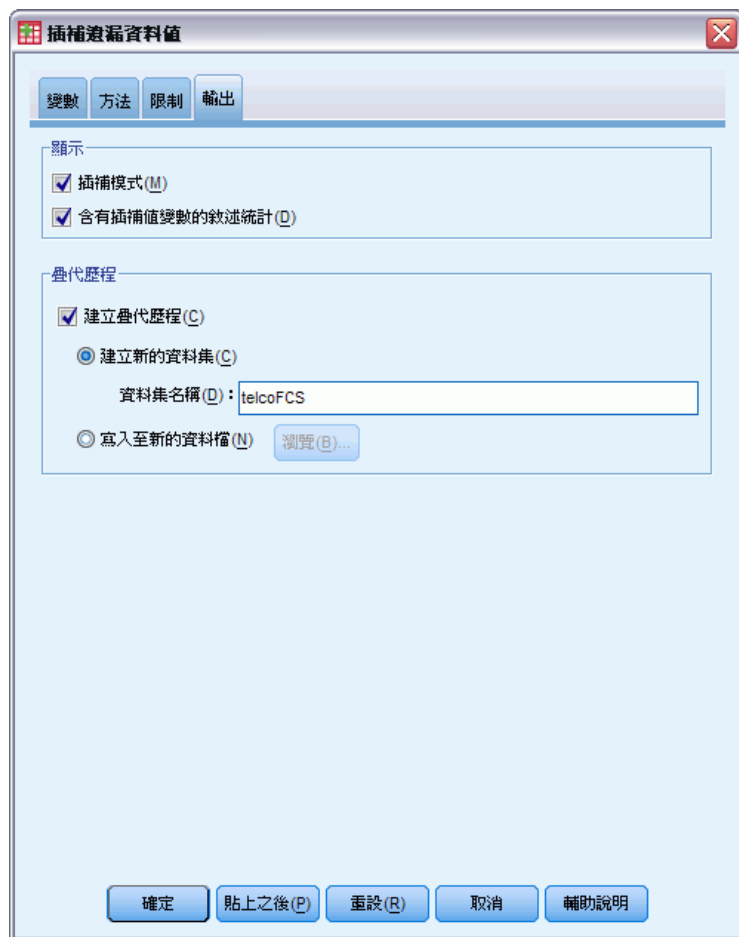 插補遺漏資料值
變數 方法 限制 輸出
顯示
插補模式(M)
含有插補值變數的敘述統計(D)
疊代歷程
建立疊代歷程(C)
建立新的資料集(C)
資料集名稱(D)：telcoFCS
寫入至新的資料檔(N) 瀏覽(B)...
確定 貼上之後(P) 重設(R) 取消 輔助說明